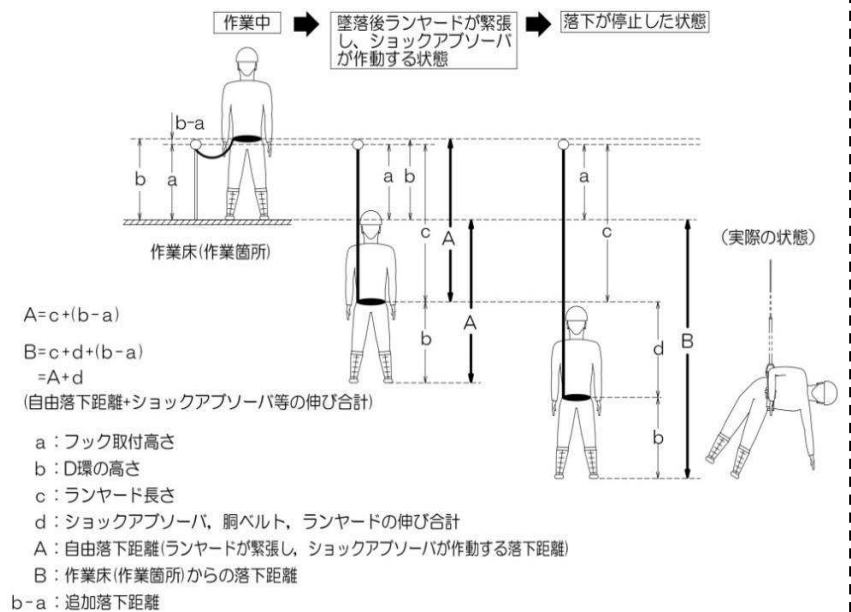 作業中
墜落後ランヤードが緊張
し、ショックアブソーバ
が作動する状態
落下が停止した状態
b-a
b
a
a
b
c
A
A
b
a
c
B
d
b
作業床(作業箇所)
(実際の状態)
A=c+(b-a)
B=c+d+(b-a)
=A+d
(自由落下距離+ショックアブソーバ等の伸び合計)
a：フック取付高さ
b：D環の高さ
c：ランヤード長さ
d：ショックアブソーバ，胴ベルト，ランヤードの伸び合計
A：自由落下距離(ランヤードが緊張し，ショックアブソーバが作動する落下距離)
B：作業床(作業箇所)からの落下距離
b-a：追加落下距離